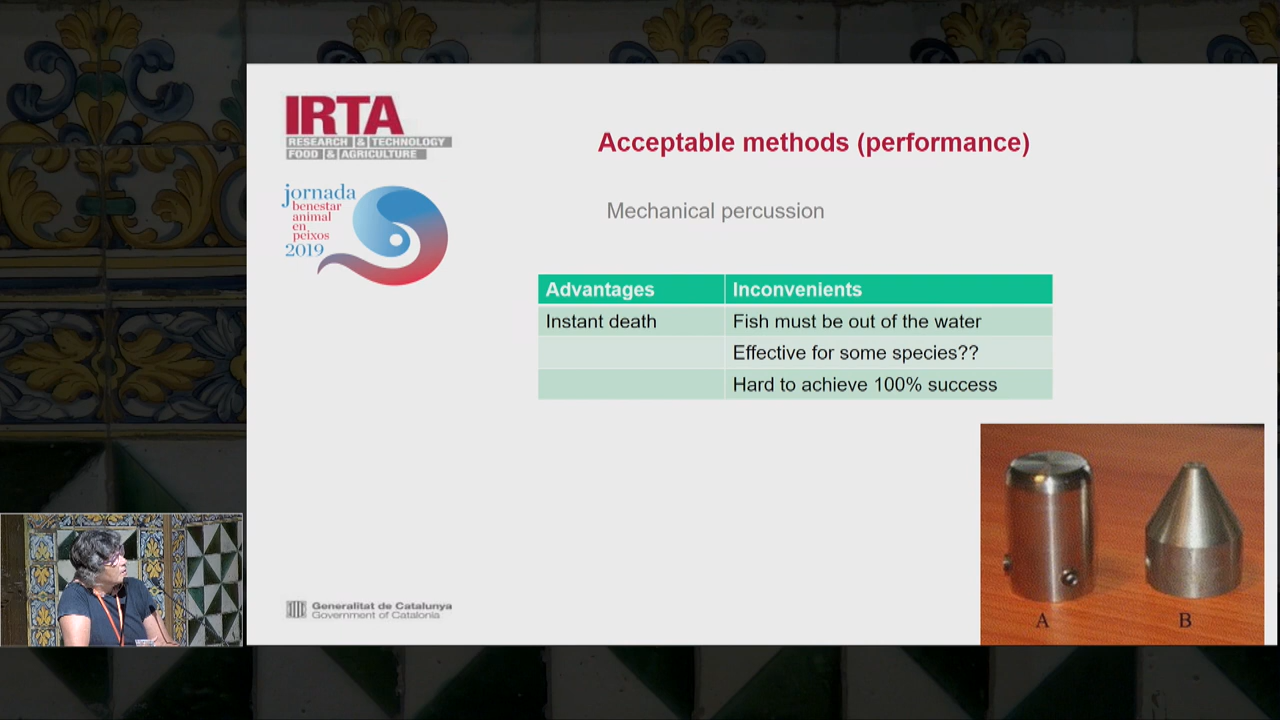 IRTA
RESEARCH & TECHNOLOGY
FOOD & AGRICULTURE
jornada
benestar
animal
en
peixos
2019
Acceptable methods (performance)
Mechanical percussion
Advantages Inconvenients
Instant death Fish must be out of the water
Effective for some species??
Hard to achieve 100% success
A B
Generalitat de Catalunya
Government of Catalonia